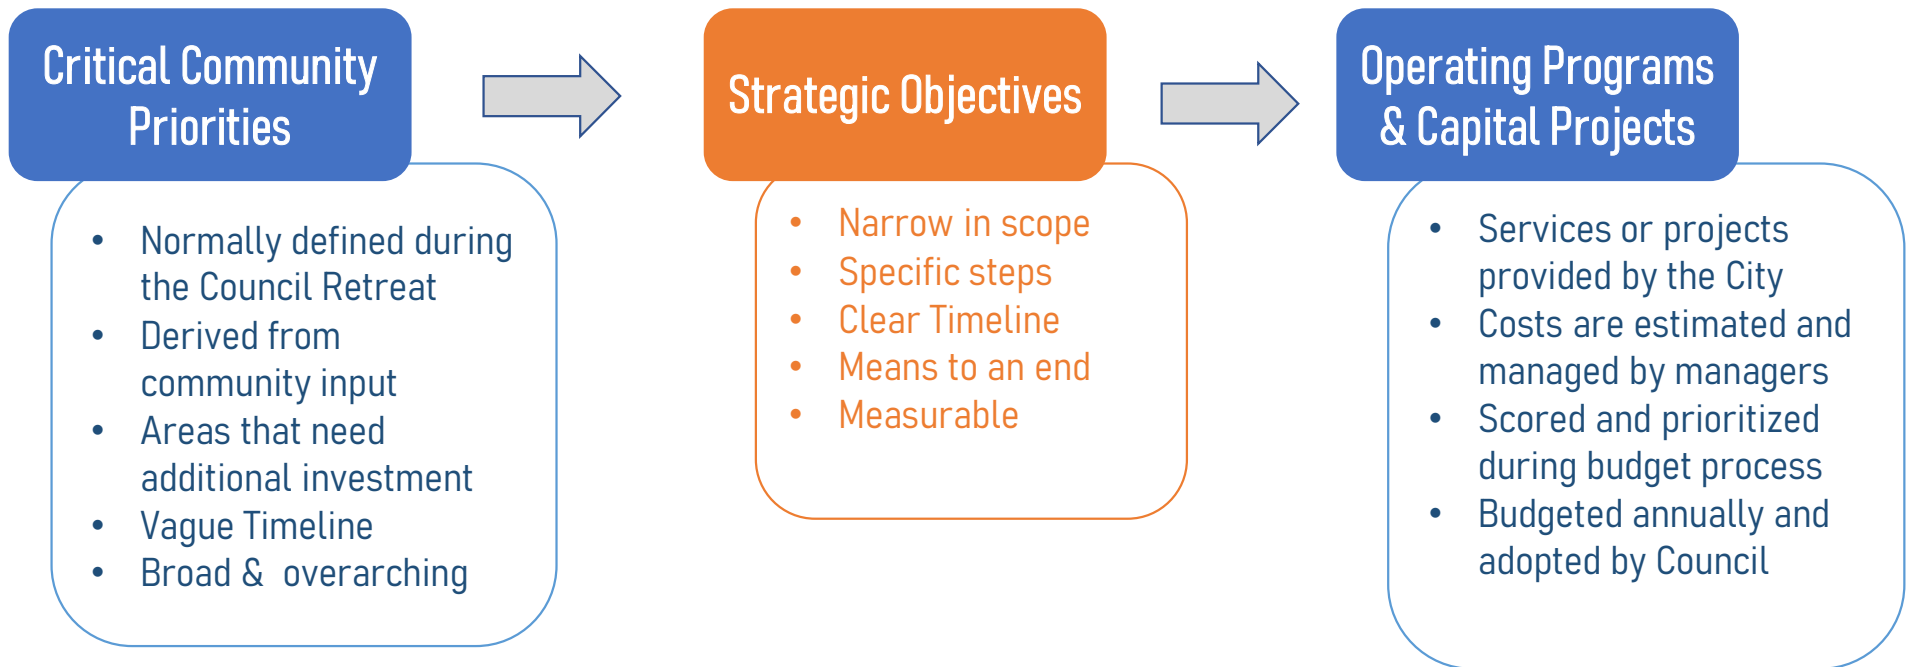 Critical Community
Priorities
• Normally defined during
the Council Retreat
• Derived from
community input
• Areas that need
additional investment
• Vague Timeline
• Broad & overarching
Strategic Objectives
• Narrow in scope
• Specific steps
• Clear Timeline
• Means to an end
• Measurable
Operating Programs
& Capital Projects
• Services or projects
provided by the City
• Costs are estimated and
managed by managers
• Scored and prioritized
during budget process
• Budgeted annually and
adopted by Council